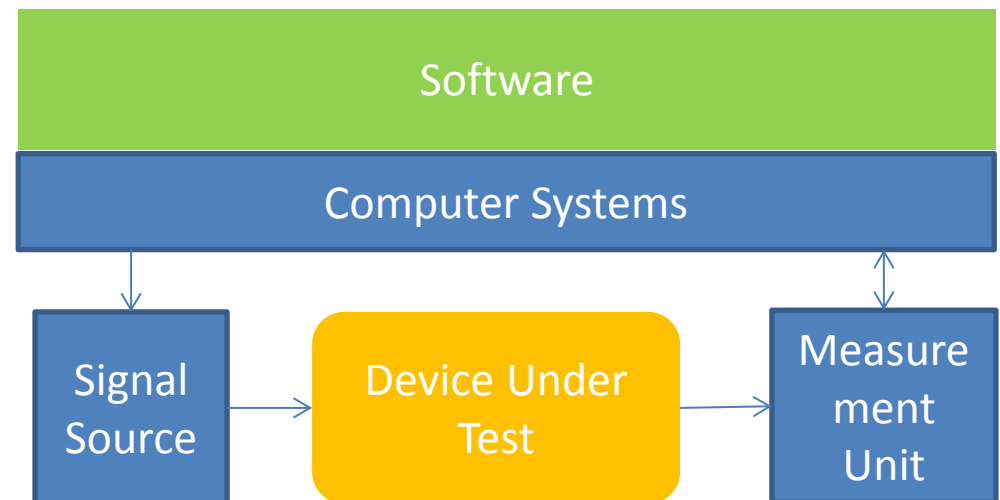 Software
Computer Systems
Signal
Source
Device Under
Test
Measure
ment
Unit